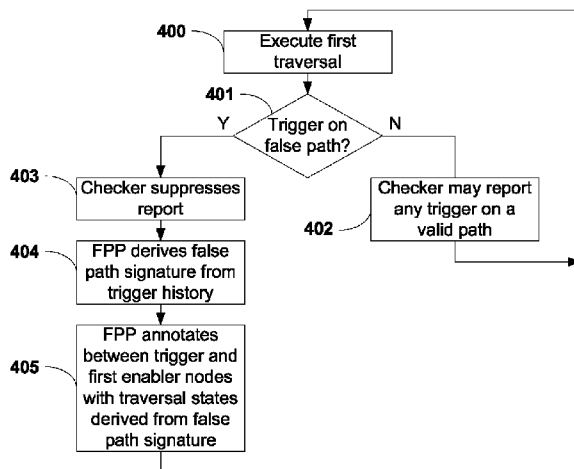 400
Execute first
traversal
401
Trigger on
false path?
Y
N
403
Checker suppresses
report
402
Checker may report
any trigger on a
valid path
404
FPP derives false
path signature from
trigger history
405
FPP annotates
between trigger and
first enabler nodes
with traversal states
derived from false
path signature